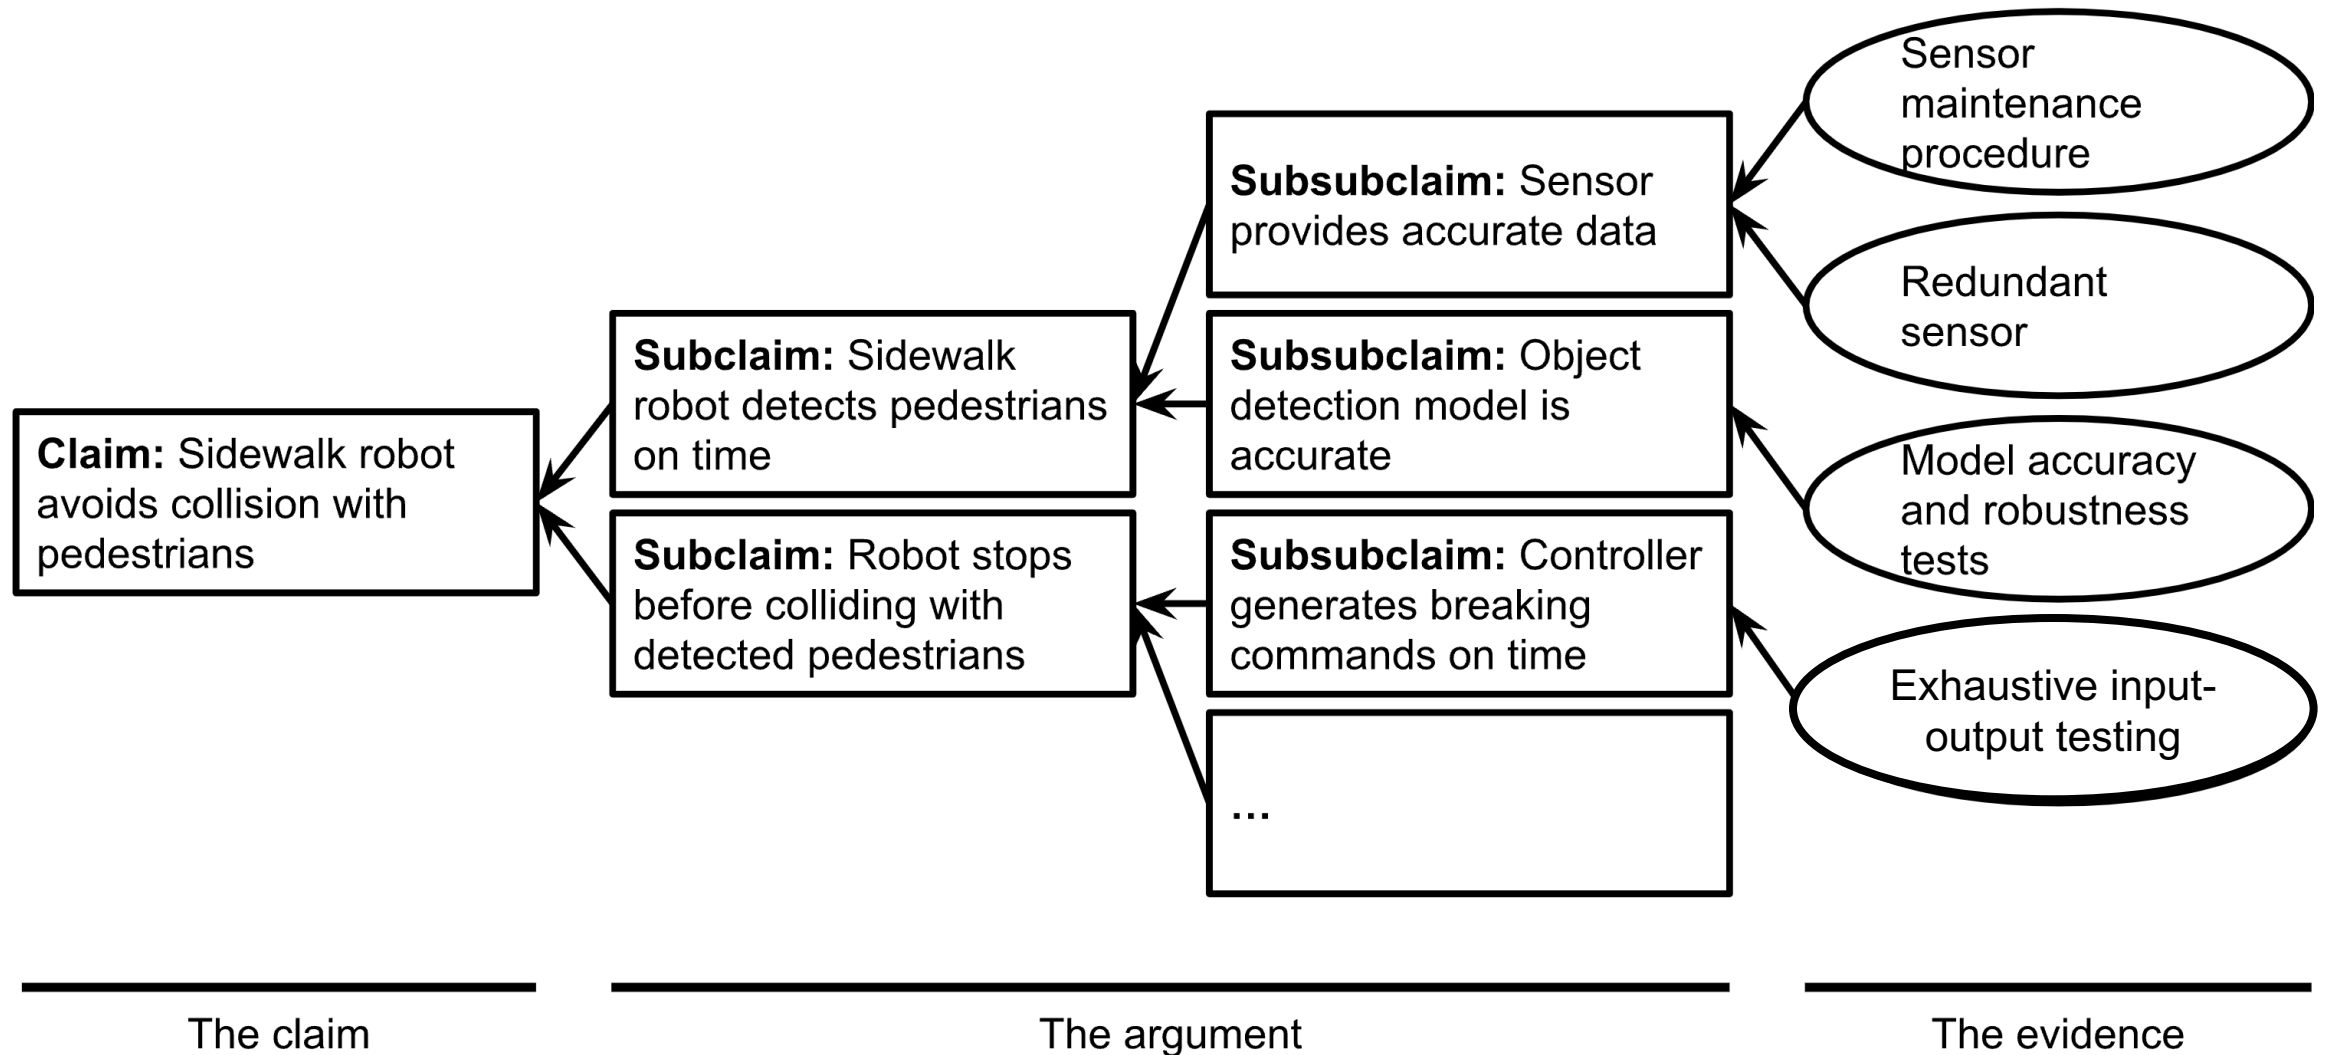 Claim: Sidewalk robot
avoids collision with
pedestrians
Subclaim: Sidewalk
robot detects pedestrians
on time
Subclaim: Robot stops
before colliding with
detected pedestrians
Subsubclaim: Sensor
provides accurate data
Subsubclaim: Object
detection model is
accurate
Subsubclaim: Controller
generates breaking
commands on time
...
Sensor
maintenance
procedure
Redundant
sensor
Model accuracy
and robustness
tests
Exhaustive input-
output testing
The claim
The argument
The evidence